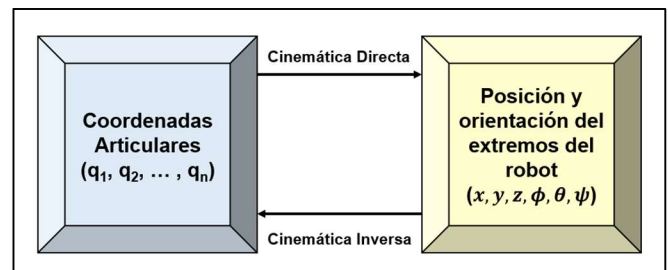 Cinemática Directa
Coordenadas
Articulares
(q₁, q₂, … , qₙ)
Posición y
orientación del
extremos del
robot
(x, y, z, ϕ, θ, ψ)
Cinemática Inversa